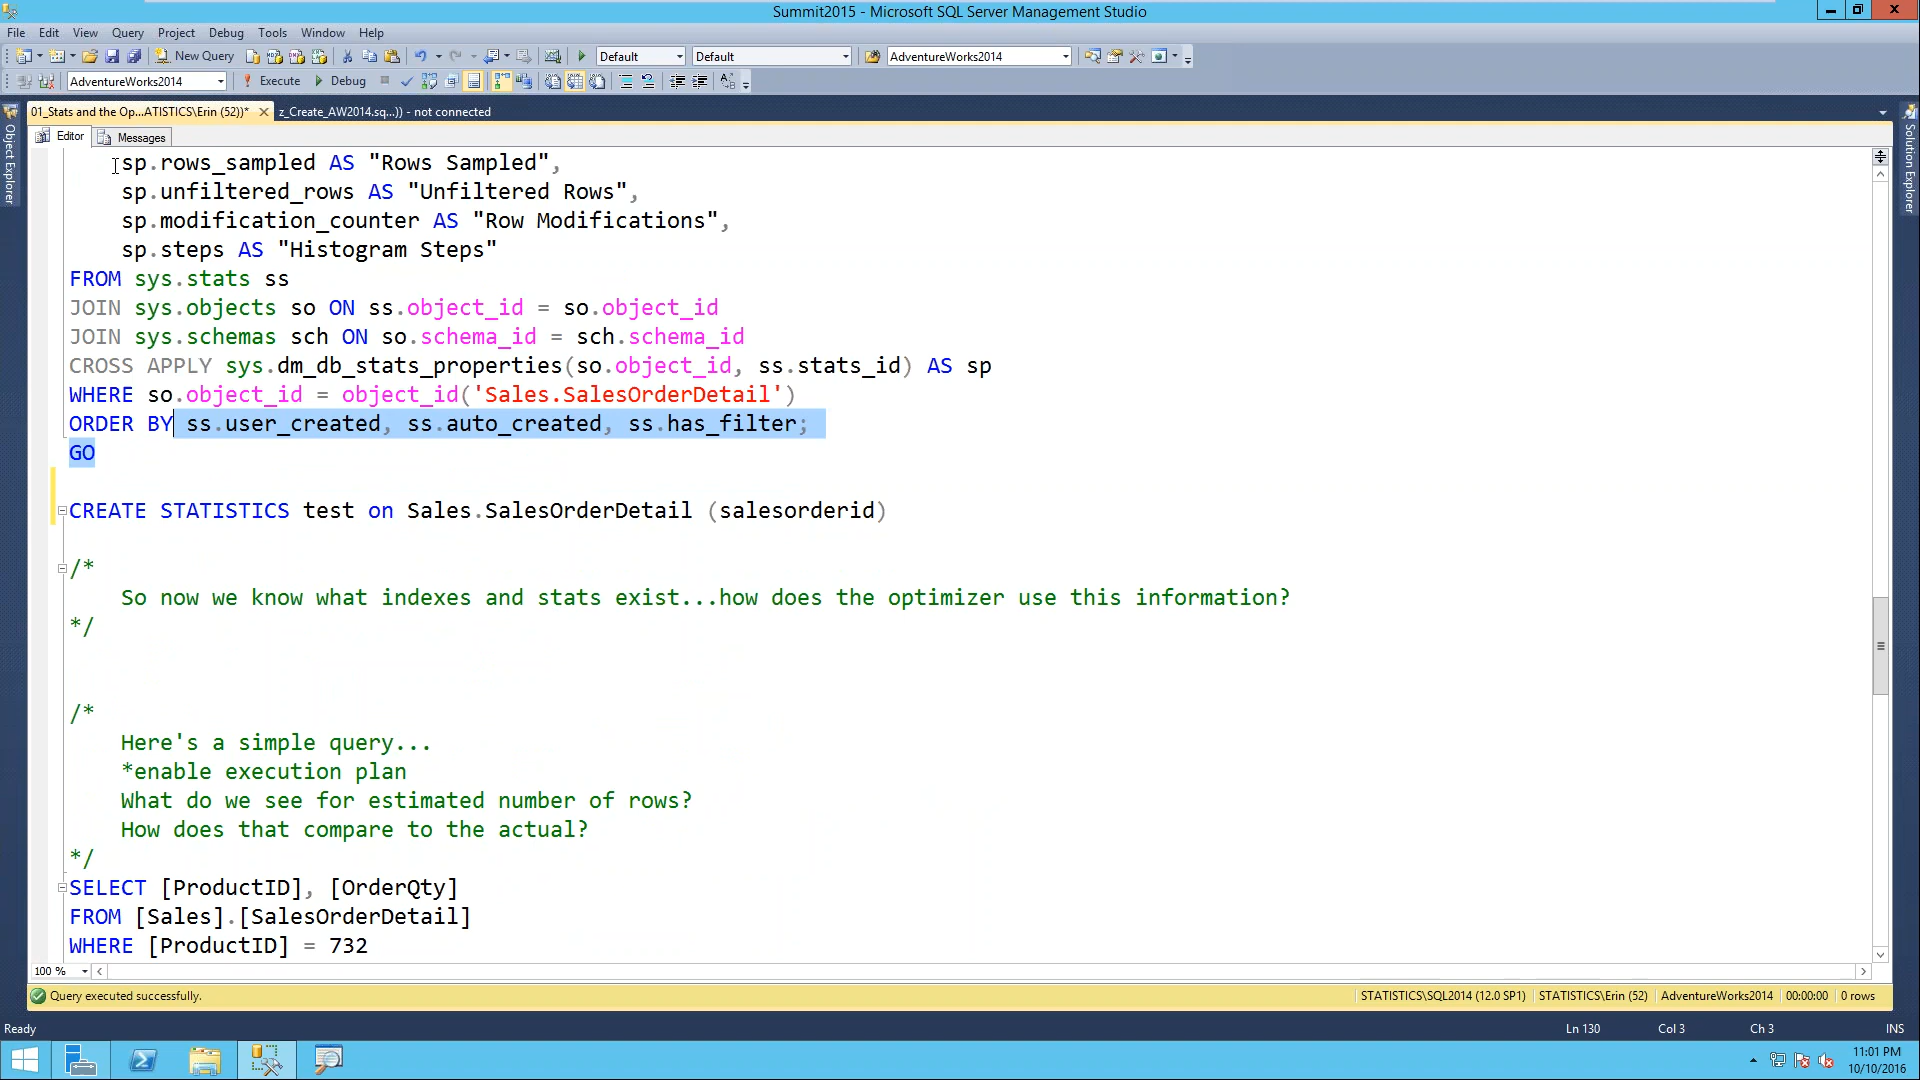 Summit2015 - Microsoft SQL Server Management Studio
File Edit View Query Project Debug Tools Window Help
New Query Default Default AdventureWorks2014
AdventureWorks2014 Execute Debug
01_Stats and the Op...ATISTICS\Erin (52))* z_Create_AW2014.sq...)) - not connected
Editor Messages
Object Explorer
Solution Explorer
sp.rows_sampled AS "Rows Sampled",
sp.unfiltered_rows AS "Unfiltered Rows",
sp.modification_counter AS "Row Modifications",
sp.steps AS "Histogram Steps"
FROM sys.stats ss
JOIN sys.objects so ON ss.object_id = so.object_id
JOIN sys.schemas sch ON so.schema_id = sch.schema_id
CROSS APPLY sys.dm_db_stats_properties(so.object_id, ss.stats_id) AS sp
WHERE so.object_id = object_id('Sales.SalesOrderDetail')
ORDER BY ss.user_created, ss.auto_created, ss.has_filter;
GO
CREATE STATISTICS test on Sales.SalesOrderDetail (salesorderid)
/*
So now we know what indexes and stats exist...how does the optimizer use this information?
*/
/*
Here's a simple query...
*enable execution plan
What do we see for estimated number of rows?
How does that compare to the actual?
*/
SELECT [ProductID], [OrderQty]
FROM [Sales].[SalesOrderDetail]
WHERE [ProductID] = 732
100 %
Query executed successfully. STATISTICS\SQL2014 (12.0 SP1) STATISTICS\Erin (52) AdventureWorks2014 00:00:00 0 rows
Ready Ln 130 Col 3 Ch 3 INS
11:01 PM
10/10/2016